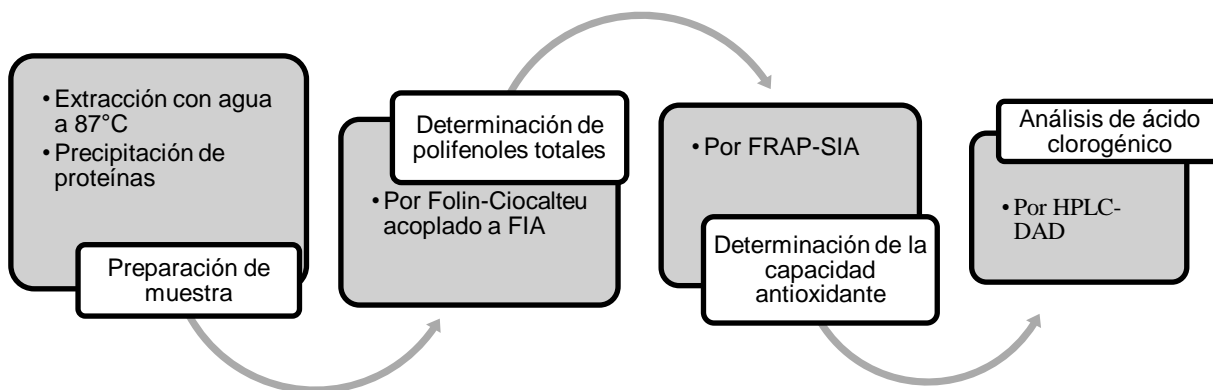 • Extracción con agua
a 87°C
• Precipitación de
proteínas
Preparación de
muestra
Determinación de
polifenoles totales
• Por Folin-Ciocalteu
acoplado a FIA
• Por FRAP-SIA
Determinación de la
capacidad
antioxidante
Análisis de ácido
clorogénico
• Por HPLC-
DAD